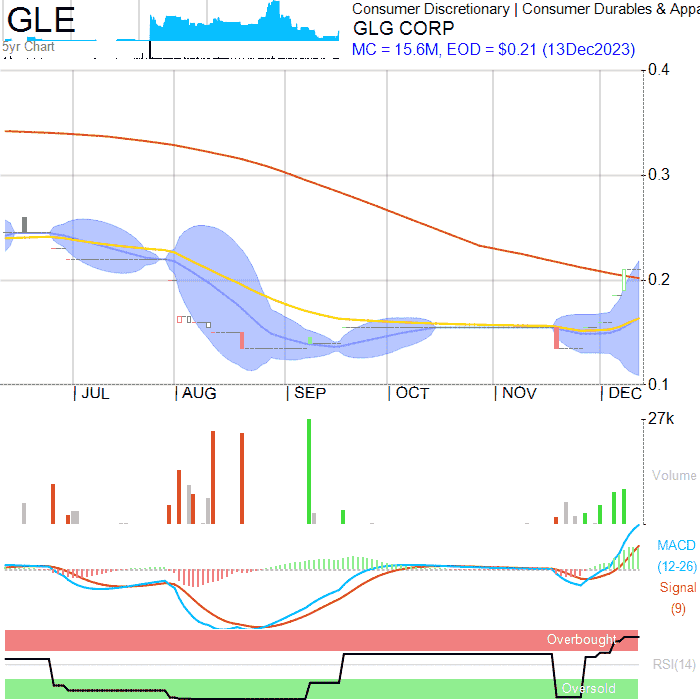 GLE
5yr Chart
Consumer Discretionary | Consumer Durables & Appa
GLG CORP
MC = 15.6M, EOD = $0.21 (13Dec2023)
0.4
0.3
0.2
0.1
| JUL | AUG | SEP | OCT | NOV | DEC
27k
Volume
MACD
(12-26)
Signal
(9)
Overbought
RSI(14)
Oversold